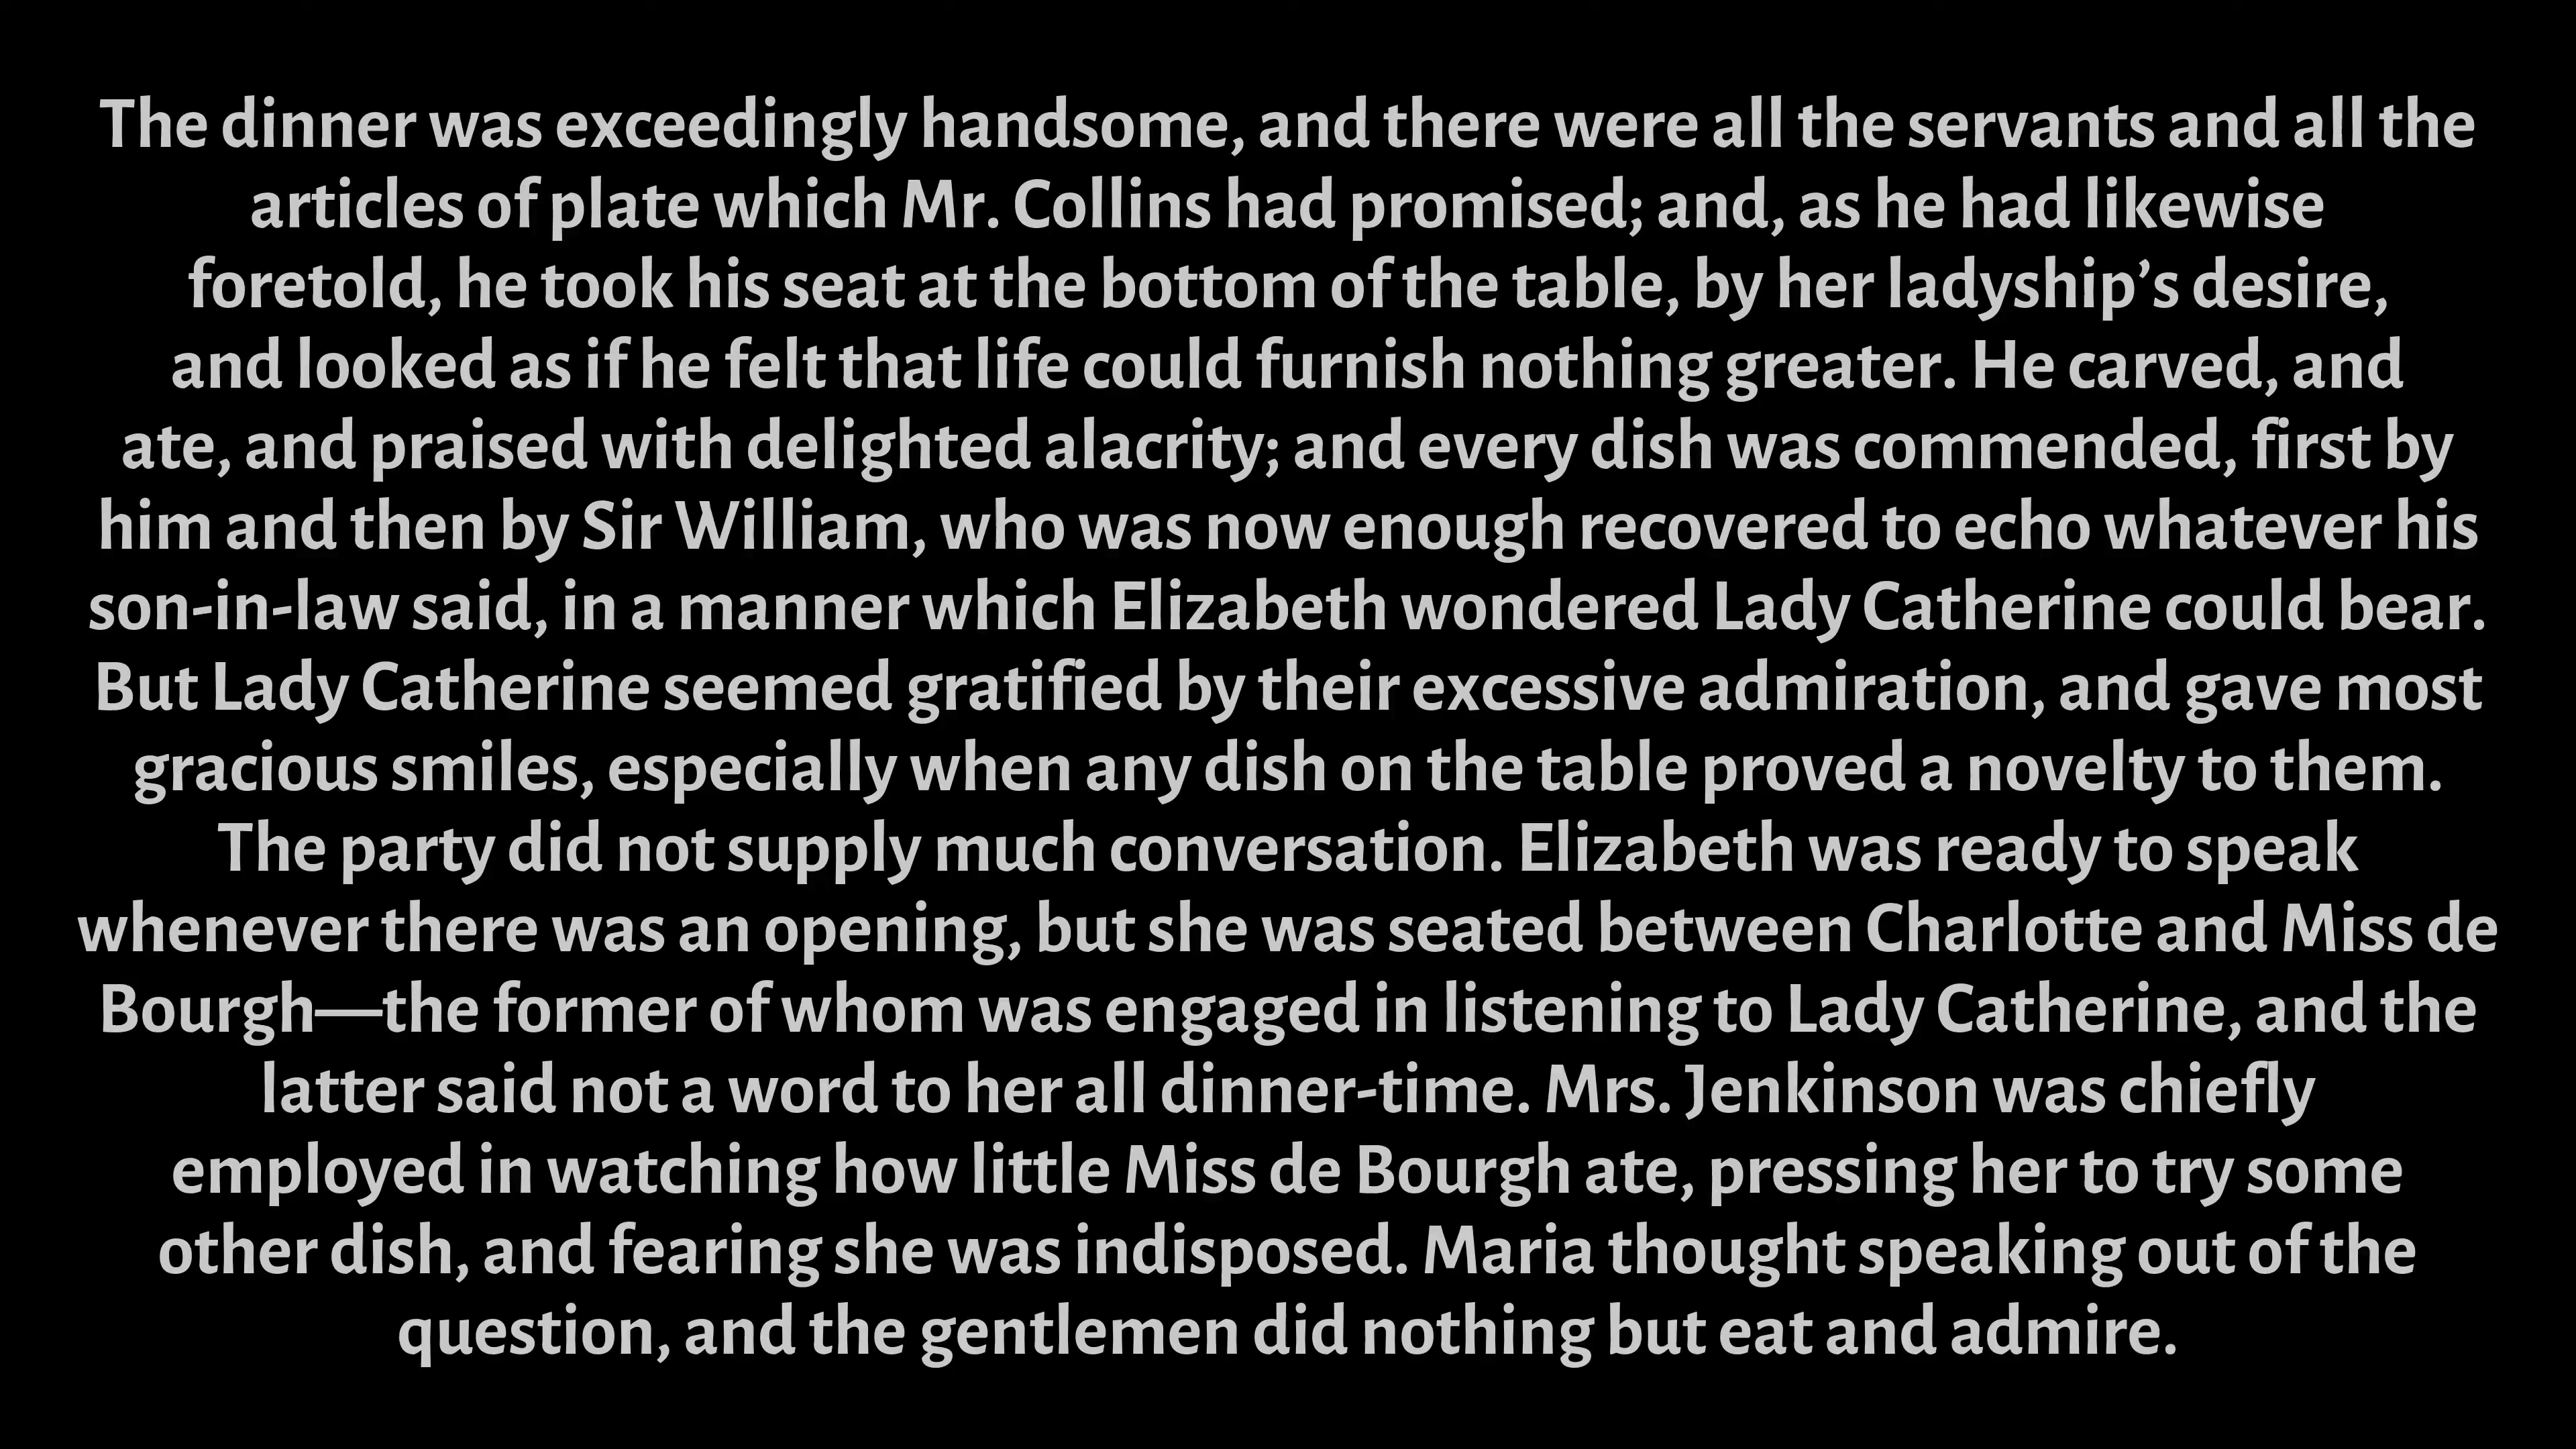 The dinner was exceedingly handsome, and there were all the servants and all the
articles of plate which Mr. Collins had promised; and, as he had likewise
foretold, he took his seat at the bottom of the table, by her ladyship’s desire,
and looked as if he felt that life could furnish nothing greater. He carved, and
ate, and praised with delighted alacrity; and every dish was commended, first by
him and then by Sir William, who was now enough recovered to echo whatever his
son-in-law said, in a manner which Elizabeth wondered Lady Catherine could bear.
But Lady Catherine seemed gratified by their excessive admiration, and gave most
gracious smiles, especially when any dish on the table proved a novelty to them.
The party did not supply much conversation. Elizabeth was ready to speak
whenever there was an opening, but she was seated between Charlotte and Miss de
Bourgh—the former of whom was engaged in listening to Lady Catherine, and the
latter said not a word to her all dinner-time. Mrs. Jenkinson was chiefly
employed in watching how little Miss de Bourgh ate, pressing her to try some
other dish, and fearing she was indisposed. Maria thought speaking out of the
question, and the gentlemen did nothing but eat and admire.